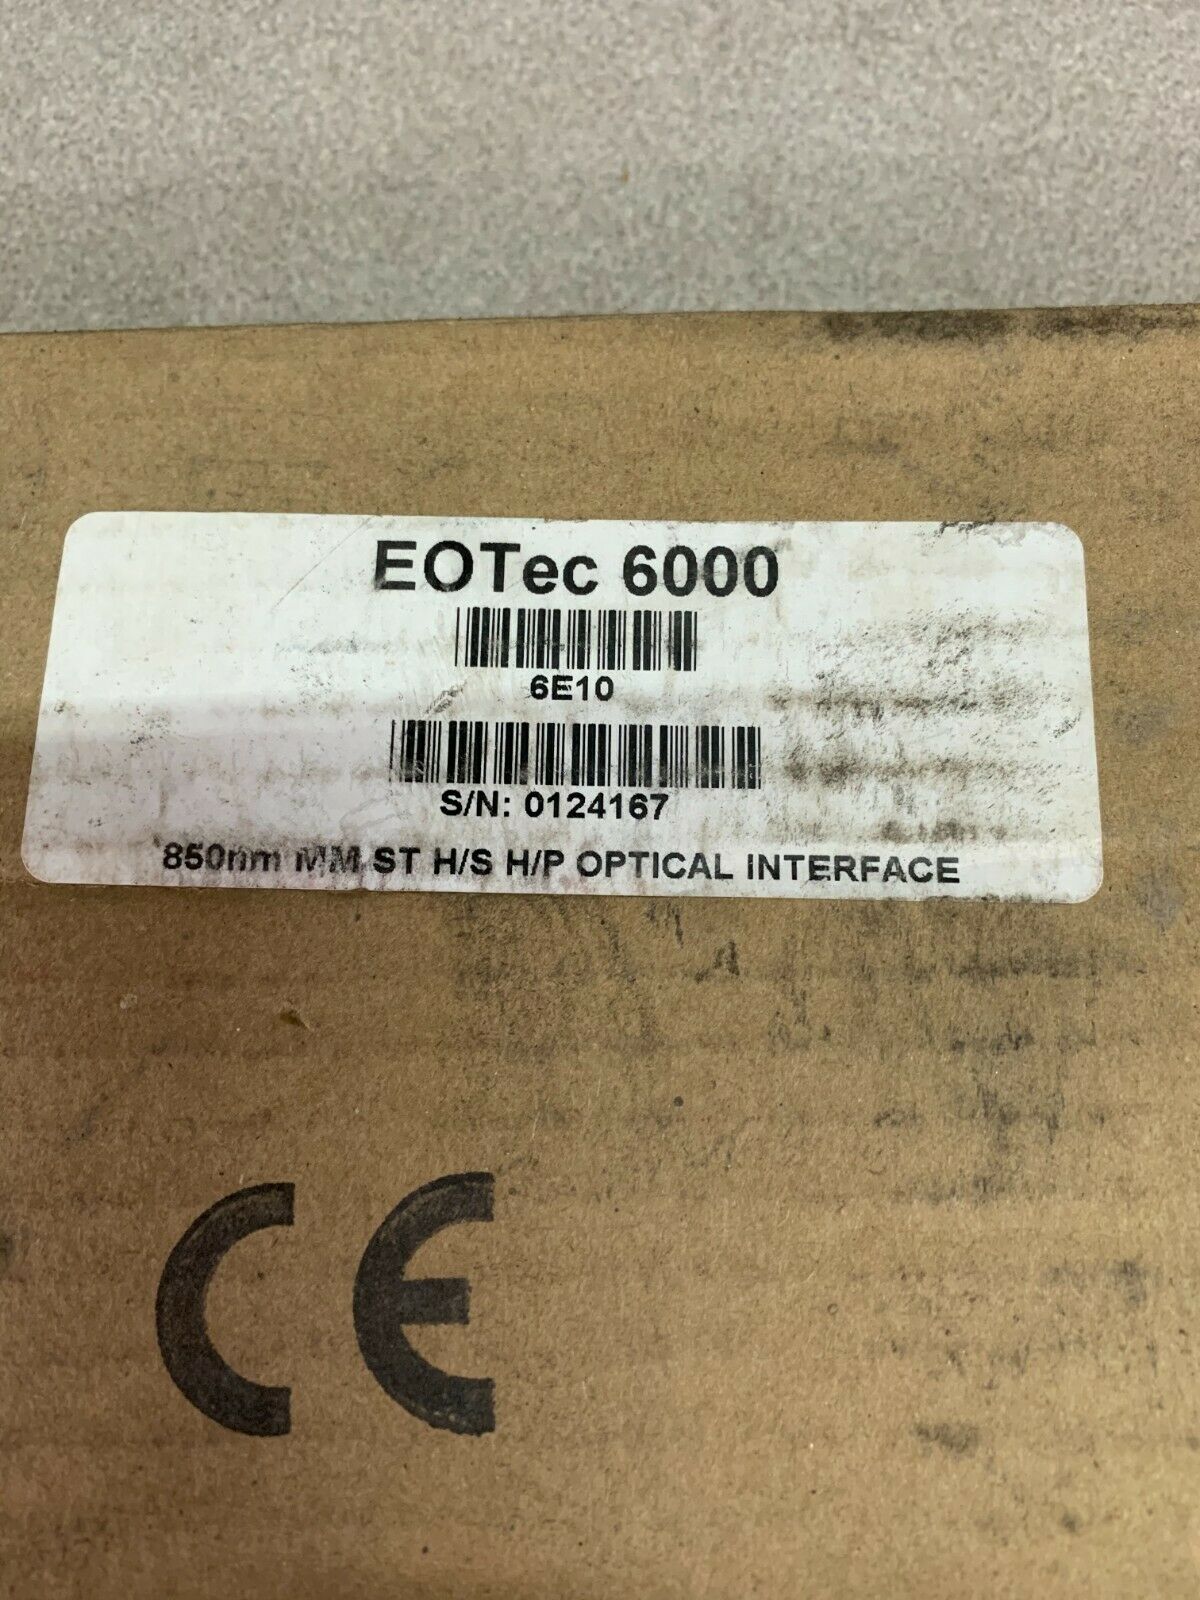 EOTec 6000
6E10
S/N: 0124167
850nm MM ST H/S H/P OPTICAL INTERFACE
CE